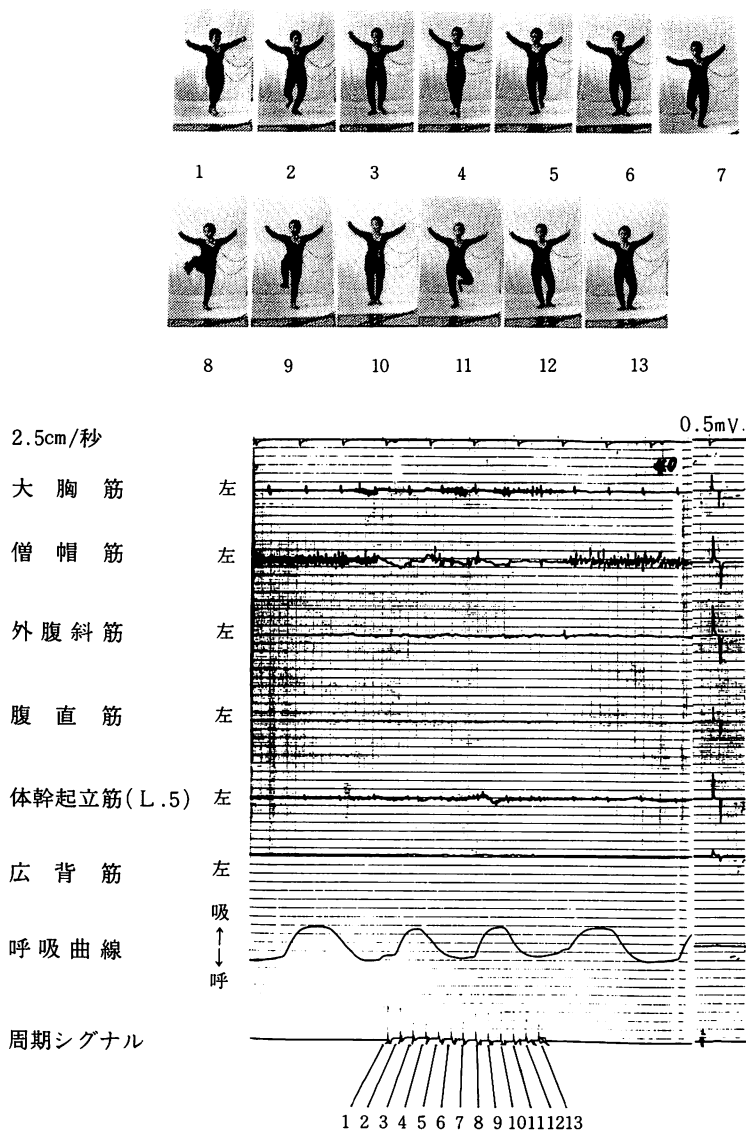 1 2 3 4 5 6 7
8 9 10 11 12 13
2.5cm/秒 0.5mV.
大胸筋 左
僧帽筋 左
外腹斜筋 左
腹直筋 左
体幹起立筋(L.5) 左
広背筋 左
吸
呼吸曲線 ↑↓
呼
周期シグナル
1 2 3 4 5 6 7 8 9 10 11 12 13